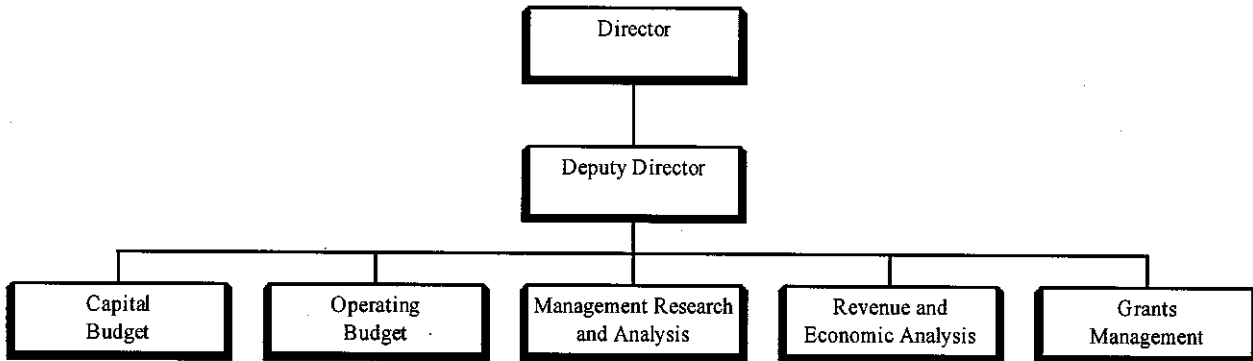 Director
Deputy Director
Capital
Budget
Operating
Budget
Management Research
and Analysis
Revenue and
Economic Analysis
Grants
Management